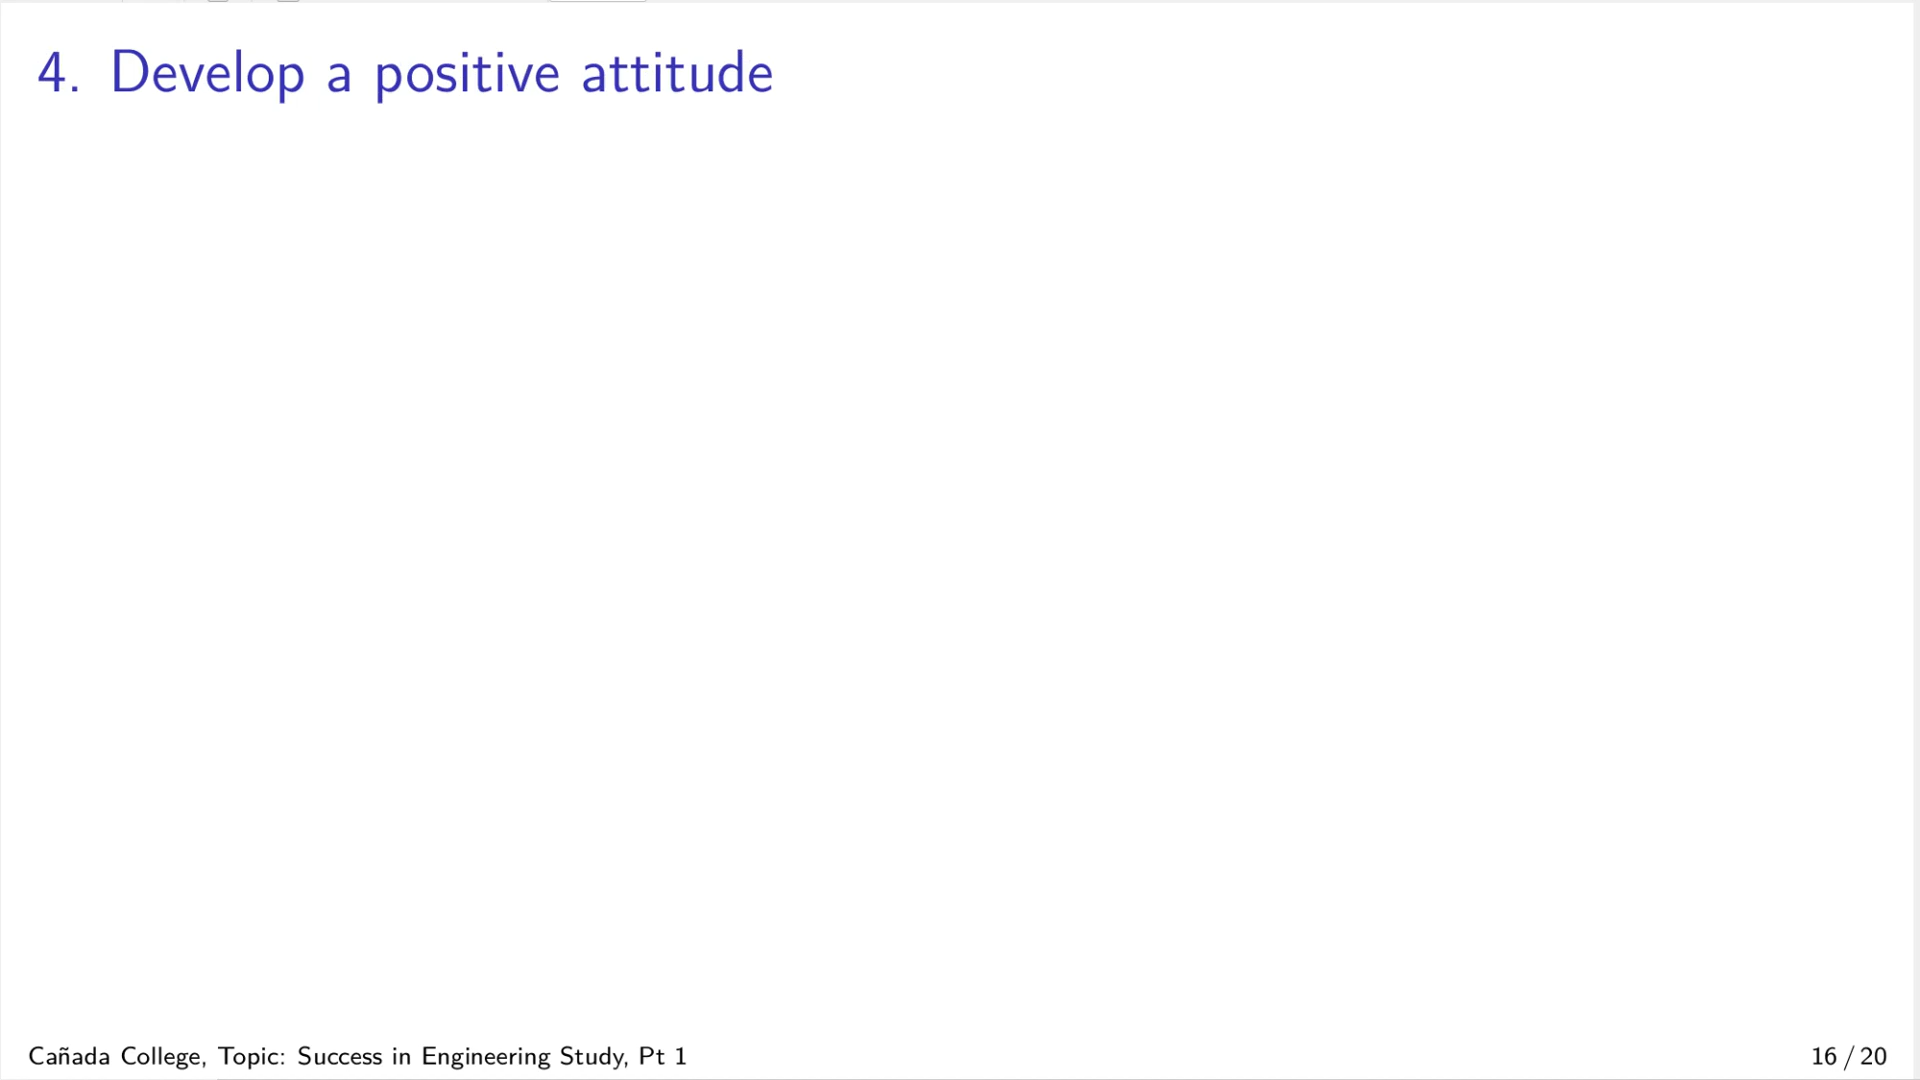 4. Develop a positive attitude
Cañada College, Topic: Success in Engineering Study, Pt 1
16 / 20